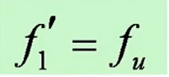 f₁′ = fᵤ